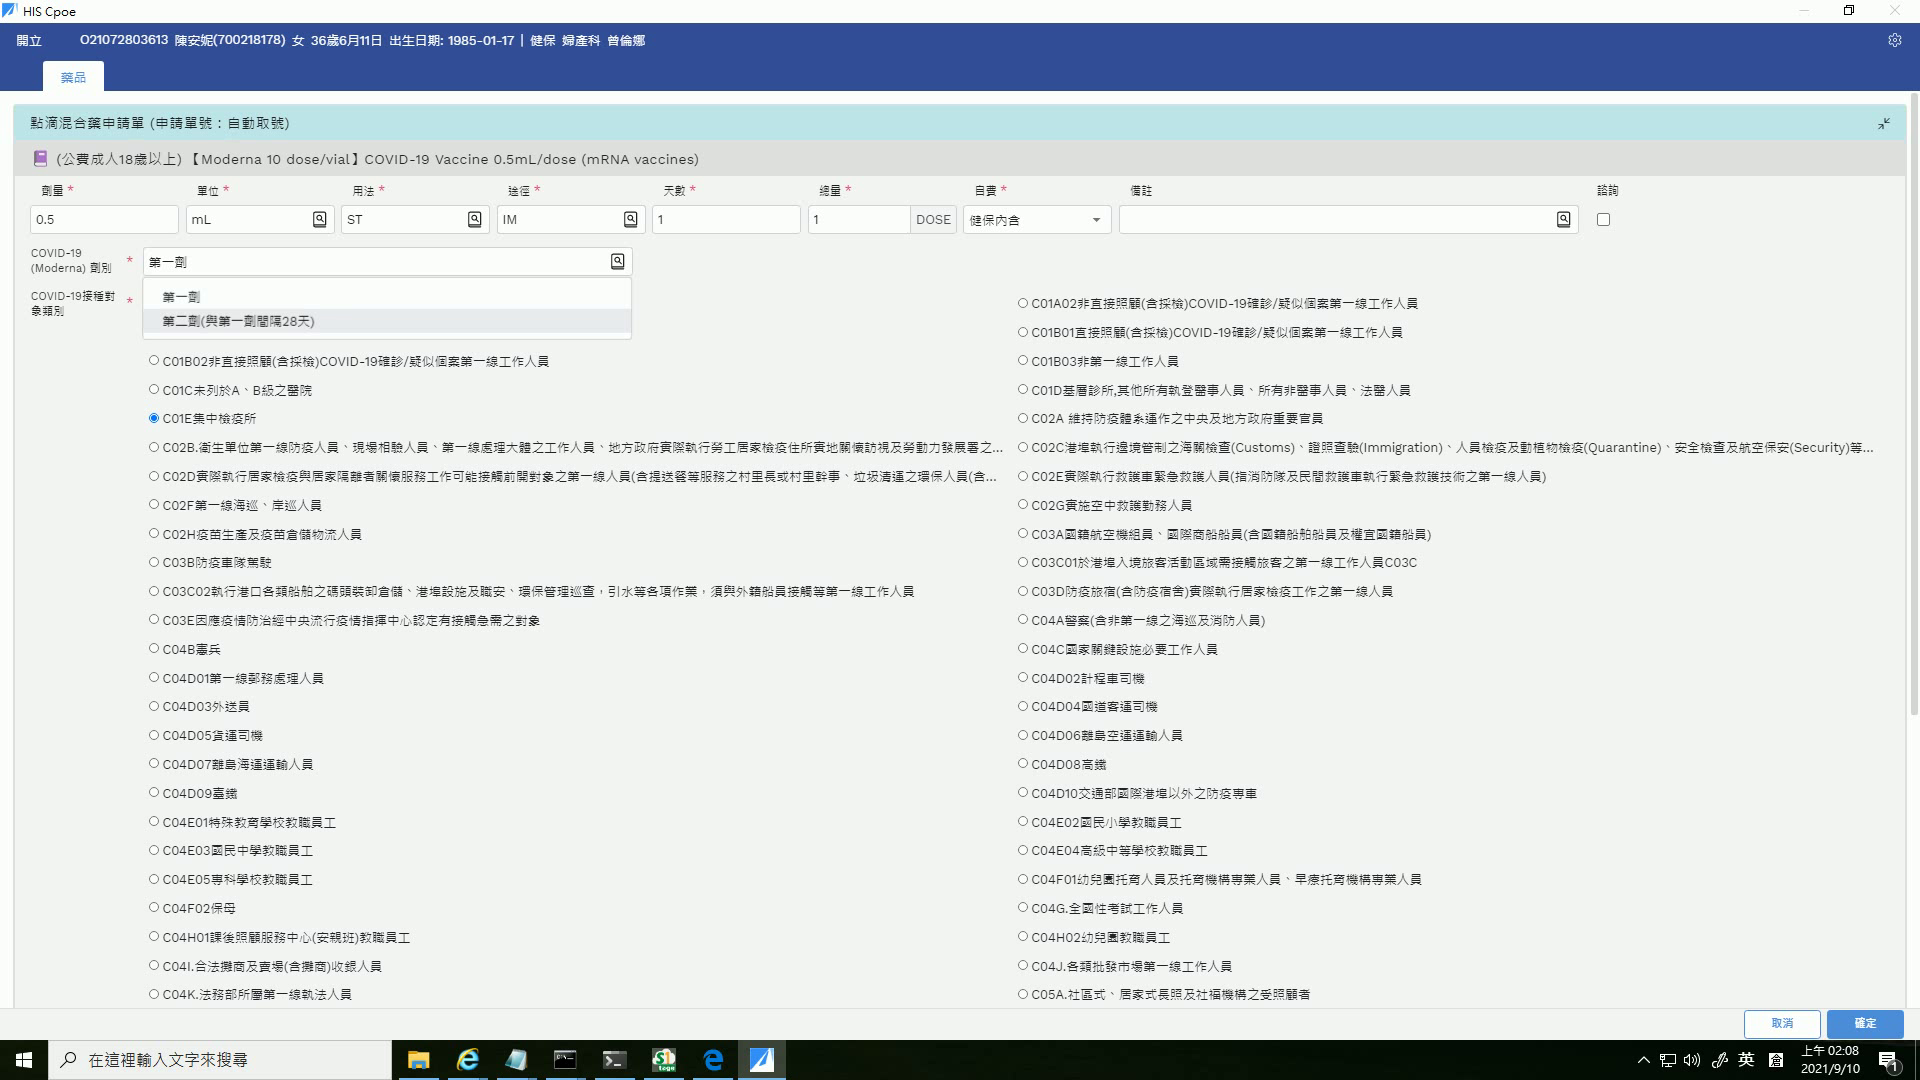 HIS Cpoe
開立 O21072803613 陳安妮(700218178) 女 36歲6月11日 出生日期: 1985-01-17 | 健保 婦產科 曾倫娜
藥品
點滴混合藥申請單 (申請單號：自動取號)
(公費成人18歲以上) 【Moderna 10 dose/vial】COVID-19 Vaccine 0.5mL/dose (mRNA vaccines)
劑量 * 單位 * 用法 * 途徑 * 天數 * 總量 * 自費 * 備註 諮詢
0.5 mL ST IM 1 1 DOSE 健保內含
COVID-19 (Moderna) 劑別 * 第一劑
第一劑
第二劑(與第一劑間隔28天)
COVID-19接種對象類別 *
C01A02非直接照顧(含採檢)COVID-19確診/疑似個案第一線工作人員
C01B01直接照顧(含採檢)COVID-19確診/疑似個案第一線工作人員
C01B02非直接照顧(含採檢)COVID-19確診/疑似個案第一線工作人員
C01B03非第一線工作人員
C01C未列於A、B級之醫院
C01D基層診所,其他所有執登醫事人員、所有非醫事人員、法醫人員
C01E集中檢疫所
C02A 維持防疫體系運作之中央及地方政府重要官員
C02B.衛生單位第一線防疫人員、現場相驗人員、第一線處理大體之工作人員、地方政府實際執行勞工居家檢疫住所實地關懷訪視及勞動力發展署之...
C02C港埠執行邊境管制之海關檢查(Customs)、證照查驗(Immigration)、人員檢疫及動植物檢疫(Quarantine)、安全檢查及航空保安(Security)等...
C02D實際執行居家檢疫與居家隔離者關懷服務工作可能接觸前開對象之第一線人員(含提送餐等服務之村里長或村里幹事、垃圾清運之環保人員(含...
C02E實際執行救護車緊急救護人員(指消防隊及民間救護車執行緊急救護技術之第一線人員)
C02F第一線海巡、岸巡人員
C02G實施空中救護勤務人員
C02H疫苗生產及疫苗倉儲物流人員
C03A國籍航空機組員、國際商船船員(含國籍船舶船員及權宜國籍船員)
C03B防疫車隊駕駛
C03C01於港埠入境旅客活動區域需接觸旅客之第一線工作人員C03C
C03C02執行港口各類船舶之碼頭裝卸倉儲、港埠設施及職安、環保管理巡查，引水等各項作業，須與外籍船員接觸等第一線工作人員
C03D防疫旅宿(含防疫宿舍)實際執行居家檢疫工作之第一線人員
C03E因應疫情防治經中央流行疫情指揮中心認定有接觸急需之對象
C04A警察(含非第一線之海巡及消防人員)
C04B憲兵
C04C國家關鍵設施必要工作人員
C04D01第一線郵務處理人員
C04D02計程車司機
C04D03外送員
C04D04國道客運司機
C04D05貨運司機
C04D06離島空運運輸人員
C04D07離島海運運輸人員
C04D08高鐵
C04D09臺鐵
C04D10交通部國際港埠以外之防疫專車
C04E01特殊教育學校教職員工
C04E02國民小學教職員工
C04E03國民中學教職員工
C04E04高級中等學校教職員工
C04E05專科學校教職員工
C04F01幼兒園托育人員及托育機構專業人員、早療托育機構專業人員
C04F02保母
C04G.全國性考試工作人員
C04H01課後照顧服務中心(安親班)教職員工
C04H02幼兒園教職員工
C04I.合法攤商及賣場(含攤商)收銀人員
C04J.各類批發市場第一線工作人員
C04K.法務部所屬第一線執法人員
C05A.社區式、居家式長照及社福機構之受照顧者
取消 確定
在這裡輸入文字來搜尋
英
上午 02:08
2021/9/10
1